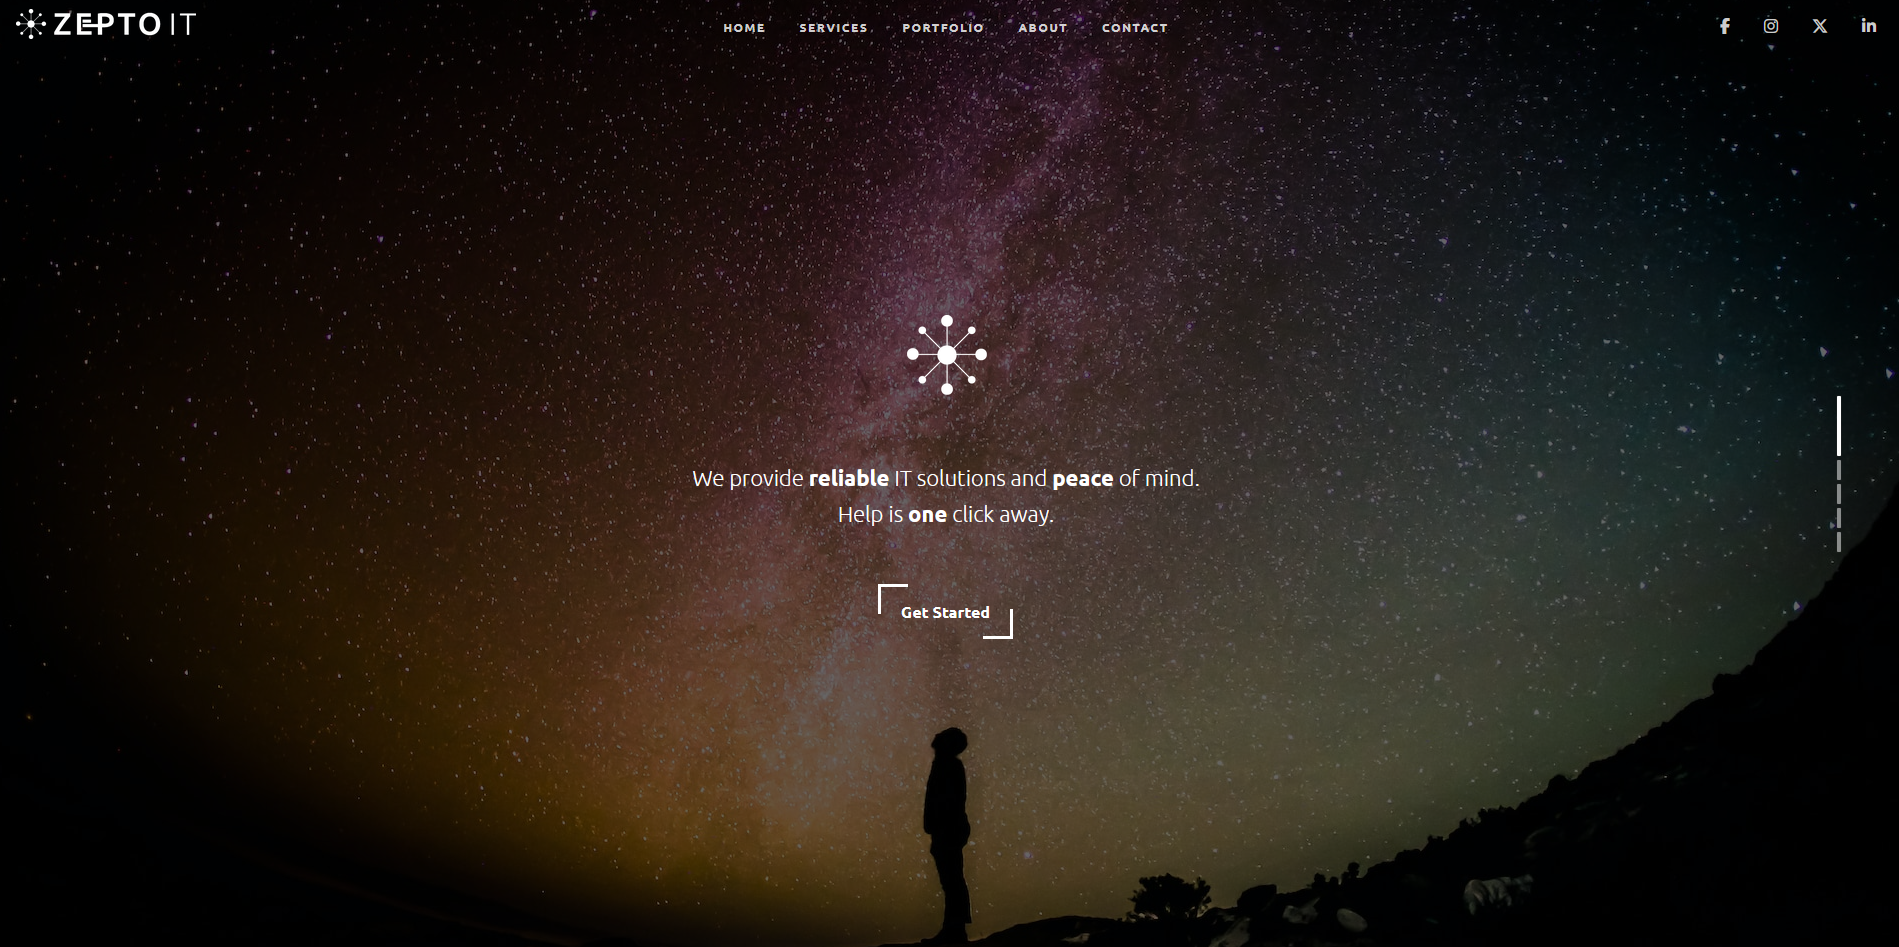 ZEPTO IT
HOME SERVICES PORTFOLIO ABOUT CONTACT
We provide reliable IT solutions and peace of mind.
Help is one click away.
Get Started